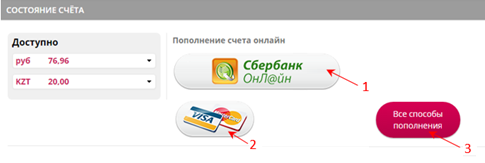 СОСТОЯНИЕ СЧЁТА
Доступно
руб 76,96
KZT 20,00
Пополнение счета онлайн
Сбербанк
ОнЛ@йн
1
VISA
MasterCard
2
Все способы
пополнения
3